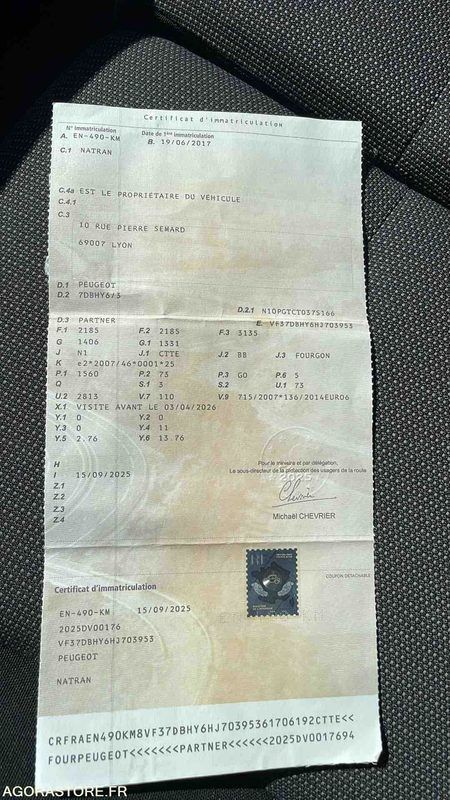 Certificat d'immatriculation
N° Immatriculation Date de 1ère immatriculation
A. EN-490-KM B. 19/06/2017
C.1 NATRAN
C.4a EST LE PROPRIÉTAIRE DU VÉHICULE
C.4.1
C.3
10 RUE PIERRE SEMARD
69007 LYON
D.1 PEUGEOT
D.2 7DBHY6/3
D.2.1 N10PGTCT037S166
E. VF37DBHY6HJ703953
D.3 PARTNER
F.1 2185 F.2 2185 F.3 3135
G 1406 G.1 1331
J N1 J.1 CTTE J.2 BB J.3 FOURGON
K e2*2007/46*0001*25
P.1 1560 P.2 73 P.3 GO P.6 5
Q S.1 3 S.2 U.1 73
U.2 2813 V.7 110 V.9 715/2007*136/2014EURO6
X.1 VISITE AVANT LE 03/04/2026
Y.1 0 Y.2 0
Y.3 0 Y.4 11
Y.5 2.76 Y.6 13.76
H
I 15/09/2025
Z.1
Z.2
Z.3
Z.4
Pour le ministre et par délégation,
Le sous-directeur de la protection des usagers de la route
Michaël CHEVRIER
COUPON DÉTACHABLE
Certificat d'immatriculation
EN-490-KM 15/09/2025
2025DV00176
VF37DBHY6HJ703953
PEUGEOT
NATRAN
CRFRAEN490KM8VF37DBHY6HJ70395361706192CTTE<<
FOURPEUGEOT<<<<<<<PARTNER<<<<<<2025DV0017694
AGORASTORE.FR